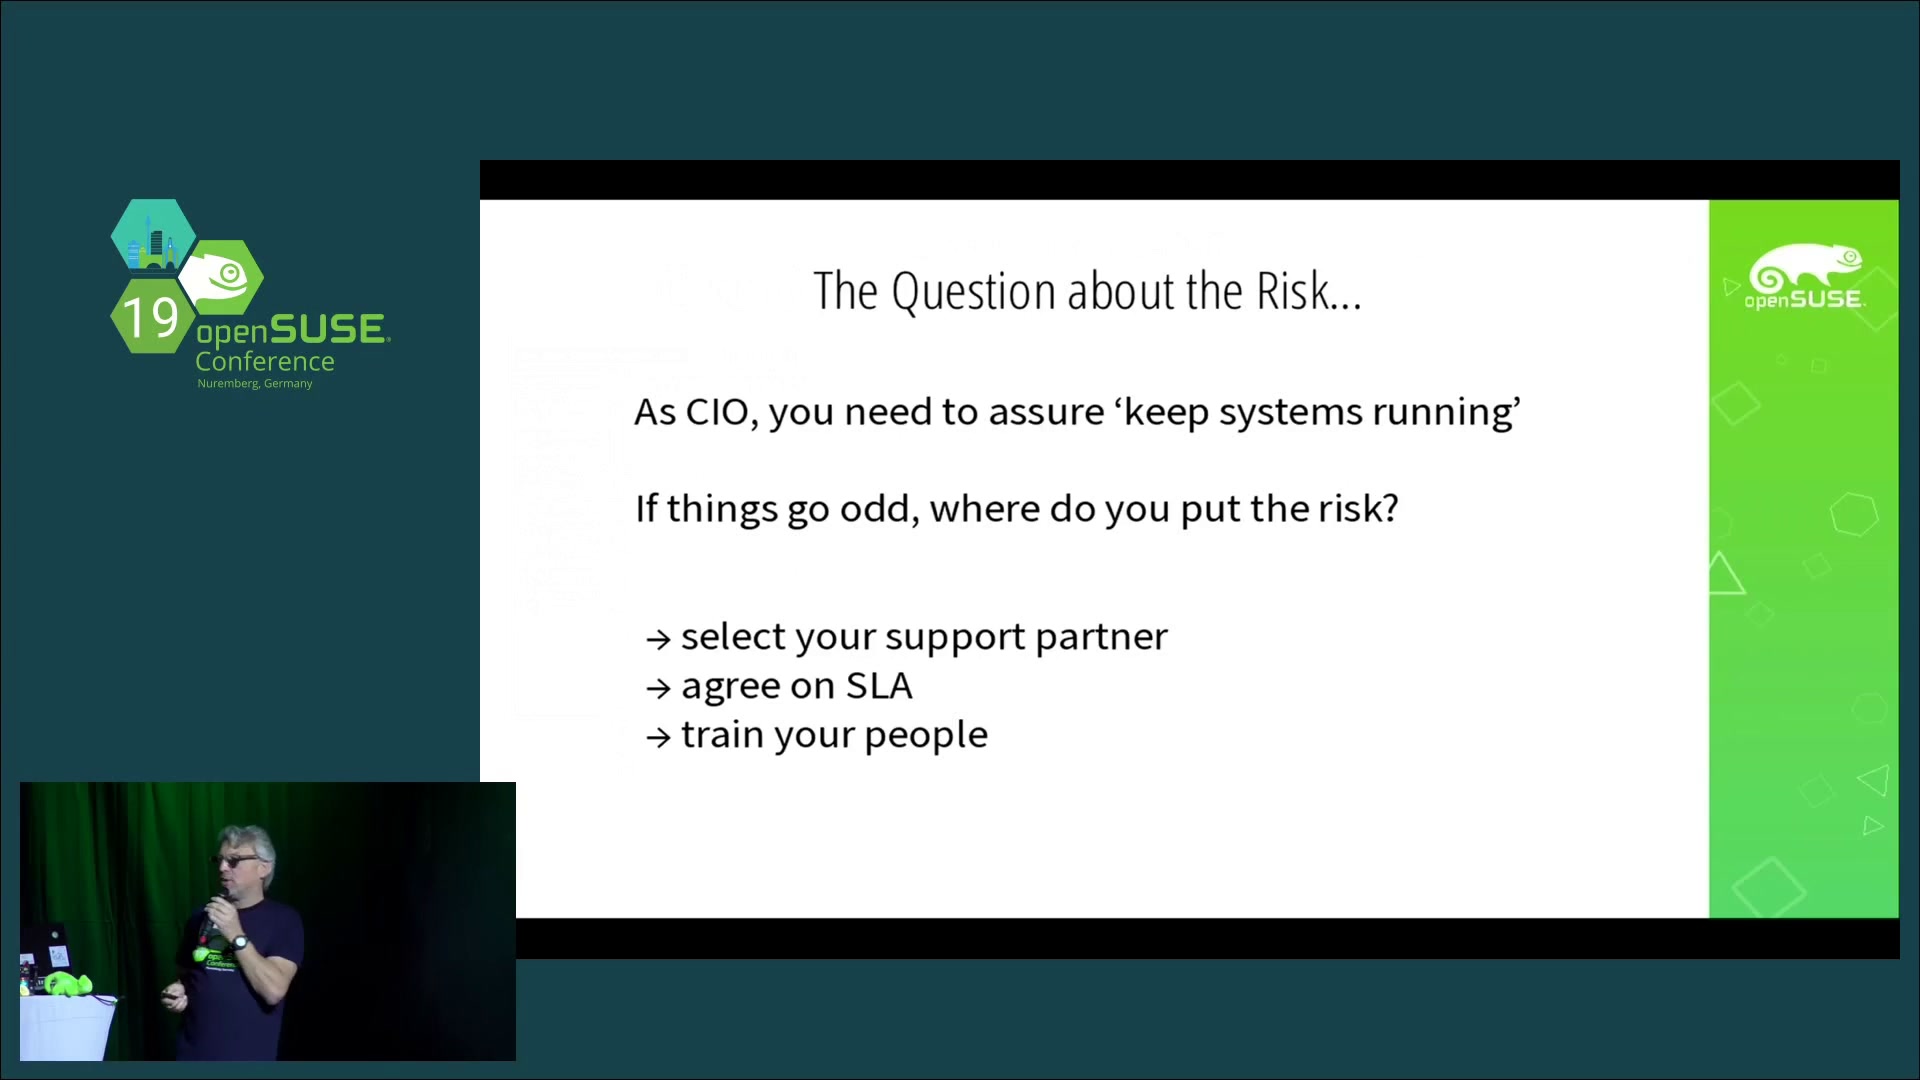 19
openSUSE
Conference
Nuremberg, Germany
The Question about the Risk...
openSUSE
As CIO, you need to assure ‘keep systems running’
If things go odd, where do you put the risk?
→ select your support partner
→ agree on SLA
→ train your people